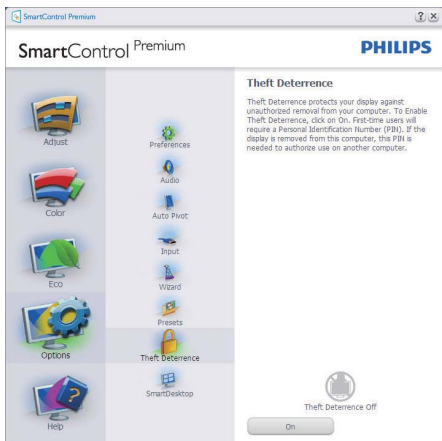 SmartControl Premium
SmartControl Premium
PHILIPS
Adjust
Color
Eco
Options
Help
Preferences
Audio
Auto Pivot
Input
Wizard
Presets
Theft Deterrence
SmartDesktop
Theft Deterrence
Theft Deterrence protects your display against
unauthorized removal from your computer. To Enable
Theft Deterrence, click on On. First-time users will
require a Personal Identification Number (PIN). If the
display is removed from this computer, this PIN is
needed to authorize use on another computer.
Theft Deterrence Off
On